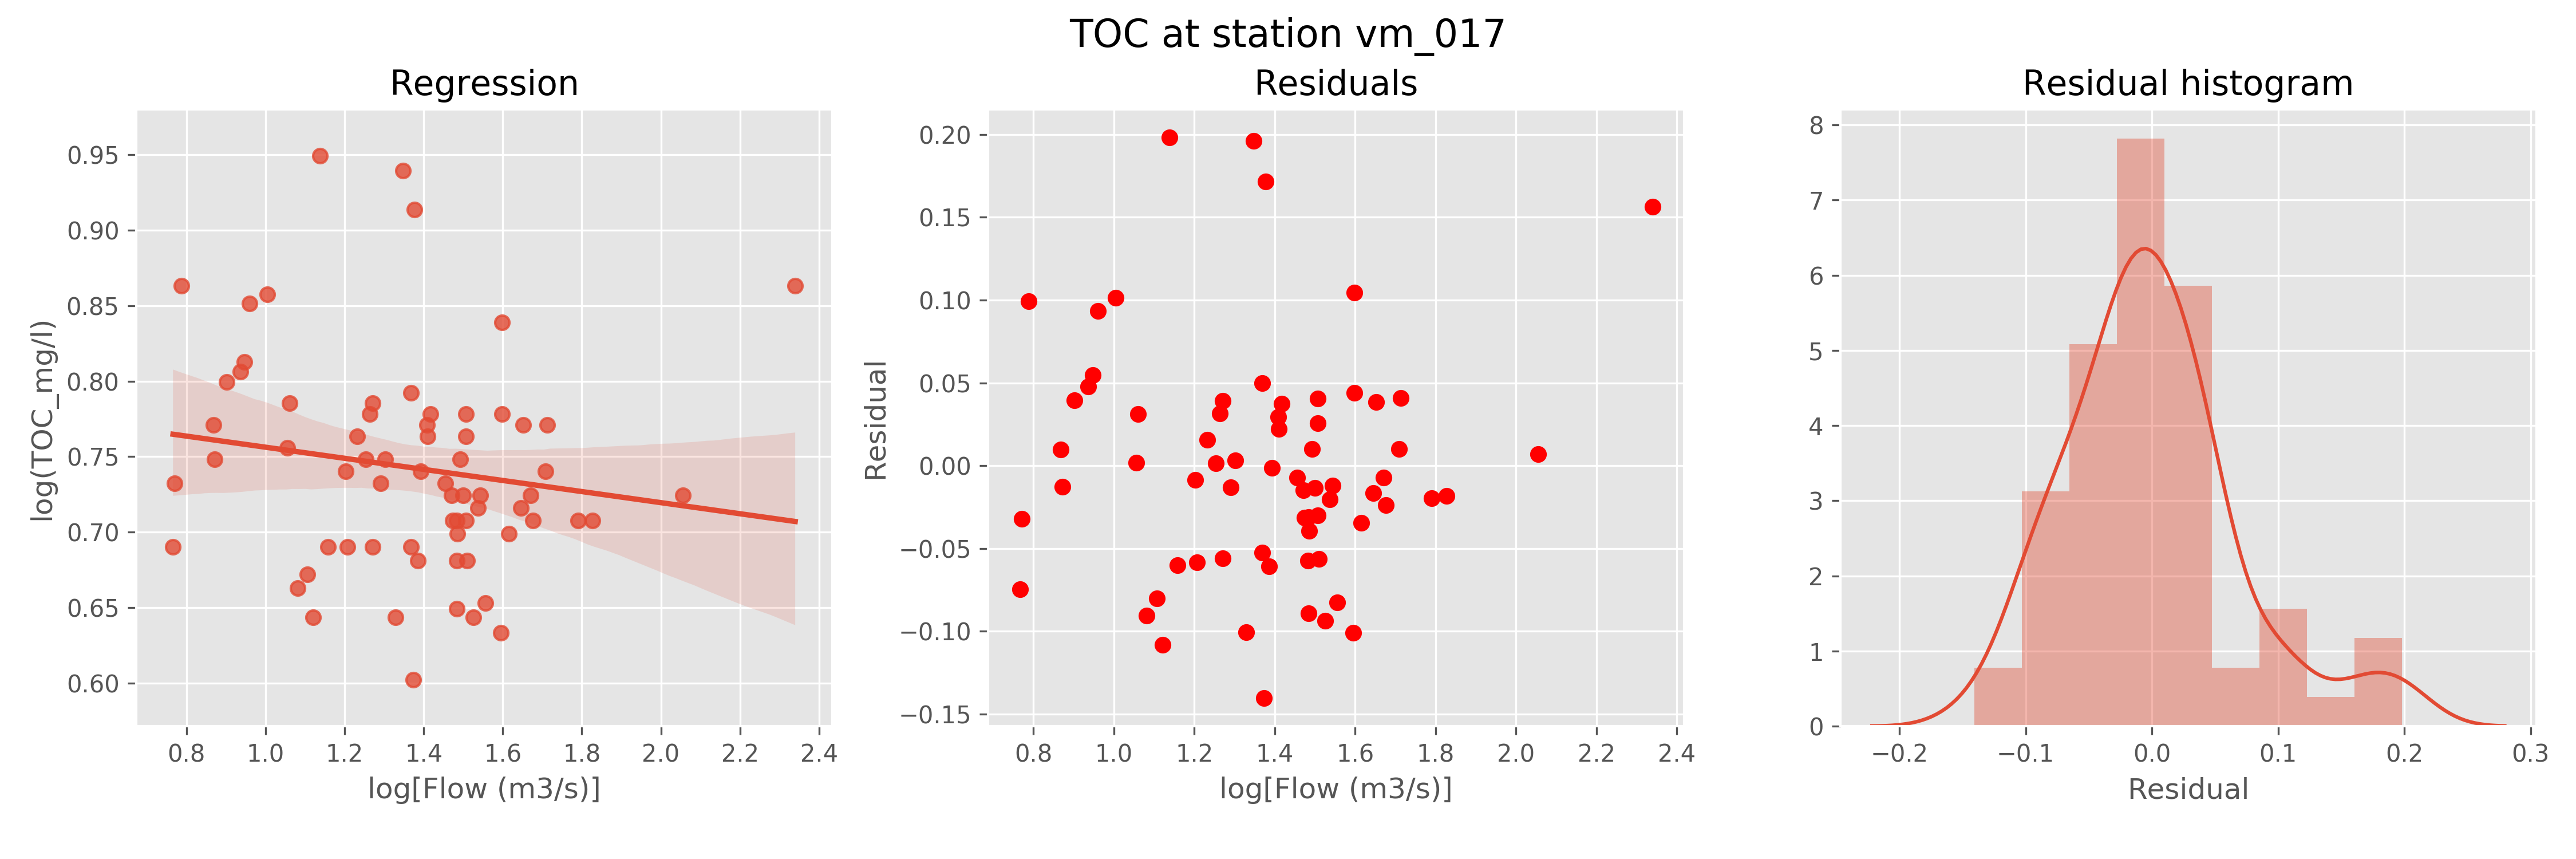 TOC at station vm_017
Regression
log(TOC_mg/l)
0.95
0.90
0.85
0.80
0.75
0.70
0.65
0.60
0.8 1.0 1.2 1.4 1.6 1.8 2.0 2.2 2.4
log[Flow (m3/s)]
Residuals
Residual
0.20
0.15
0.10
0.05
0.00
−0.05
−0.10
−0.15
0.8 1.0 1.2 1.4 1.6 1.8 2.0 2.2 2.4
log[Flow (m3/s)]
Residual histogram
8
7
6
5
4
3
2
1
0
−0.2 −0.1 0.0 0.1 0.2 0.3
Residual